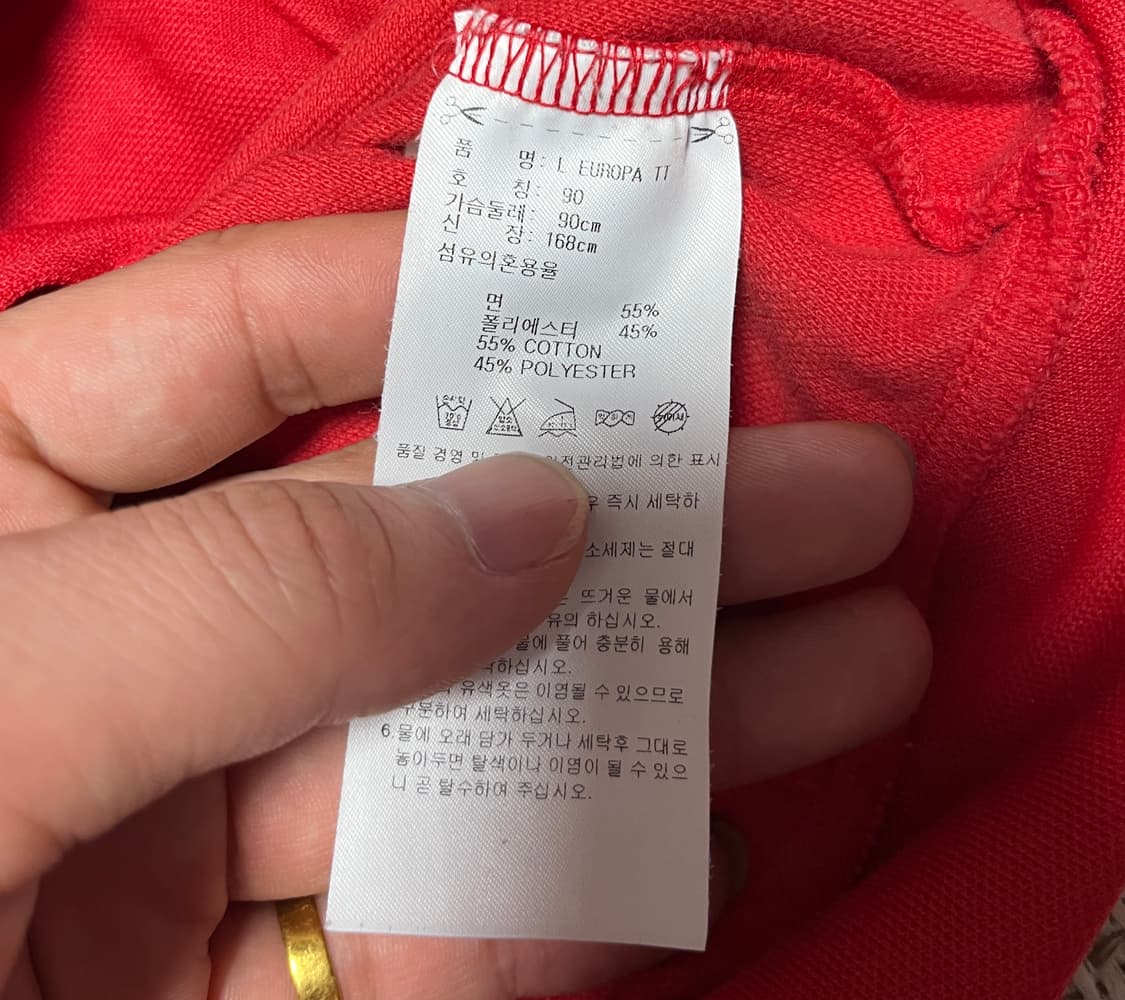 품 명: L EUROPA TT
호 칭: 90
가슴둘레: 90cm
신 장: 168cm
섬유의혼용율
면 55%
폴리에스터 45%
55% COTTON
45% POLYESTER
품질 경영 및 안전관리법에 의한 표시
즉시 세탁하
소세제는 절대
뜨거운 물에서
유의 하십시오.
물에 풀어 충분히 용해
하십시오.
유색옷은 이염될 수 있으므로
구분하여 세탁하십시오.
6.물에 오래 담가 두거나 세탁후 그대로
놓아두면 탈색이나 이염이 될 수 있으
니 곧 탈수하여 주십시오.